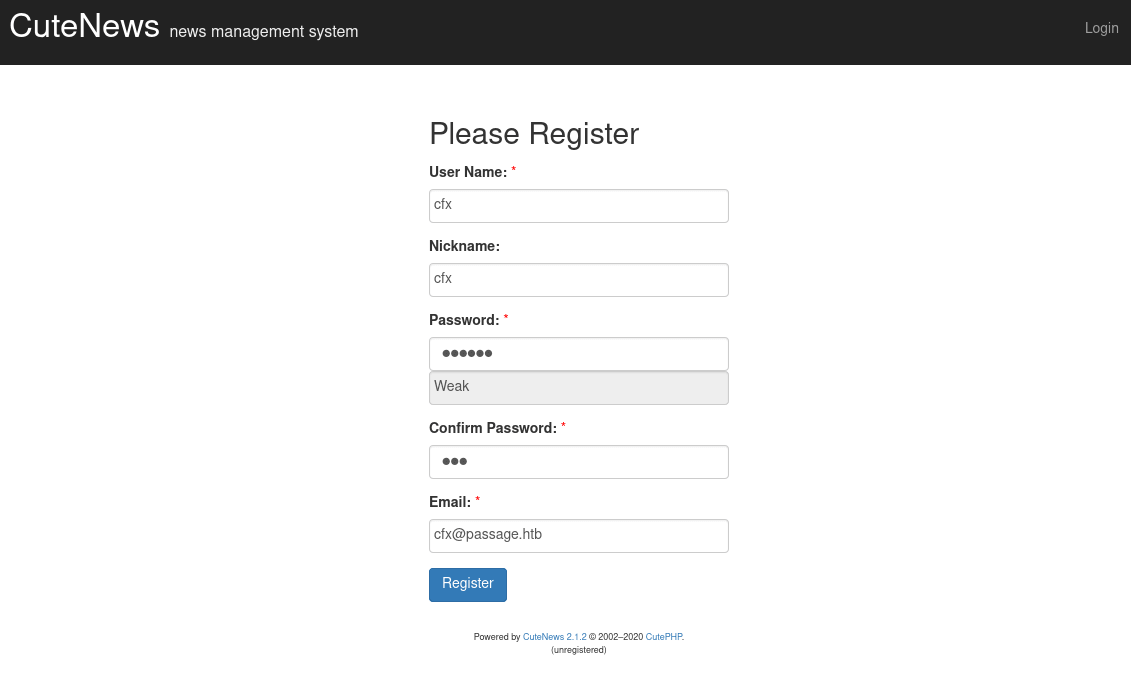 CuteNews news management system
Login
Please Register
User Name: *
cfx
Nickname:
cfx
Password: *
●●●●●●
Weak
Confirm Password: *
●●●
Email: *
cfx@passage.htb
Register
Powered by CuteNews 2.1.2 © 2002–2020 CutePHP.
(unregistered)